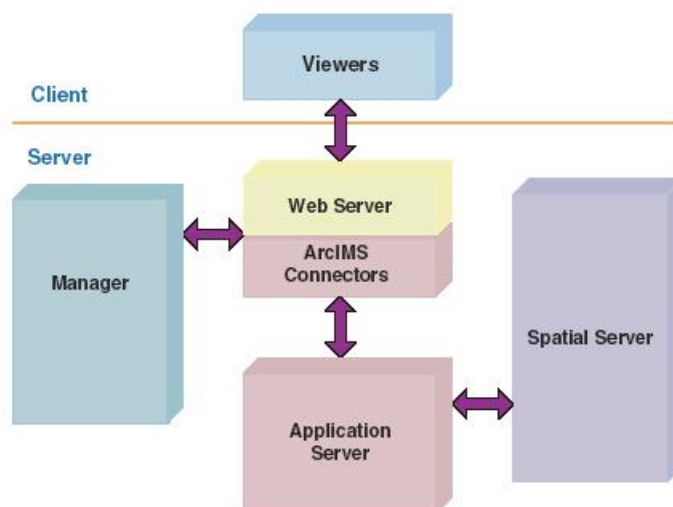 Viewers
Client
Server
Web Server
ArcIMS
Connectors
Manager
Spatial Server
Application
Server